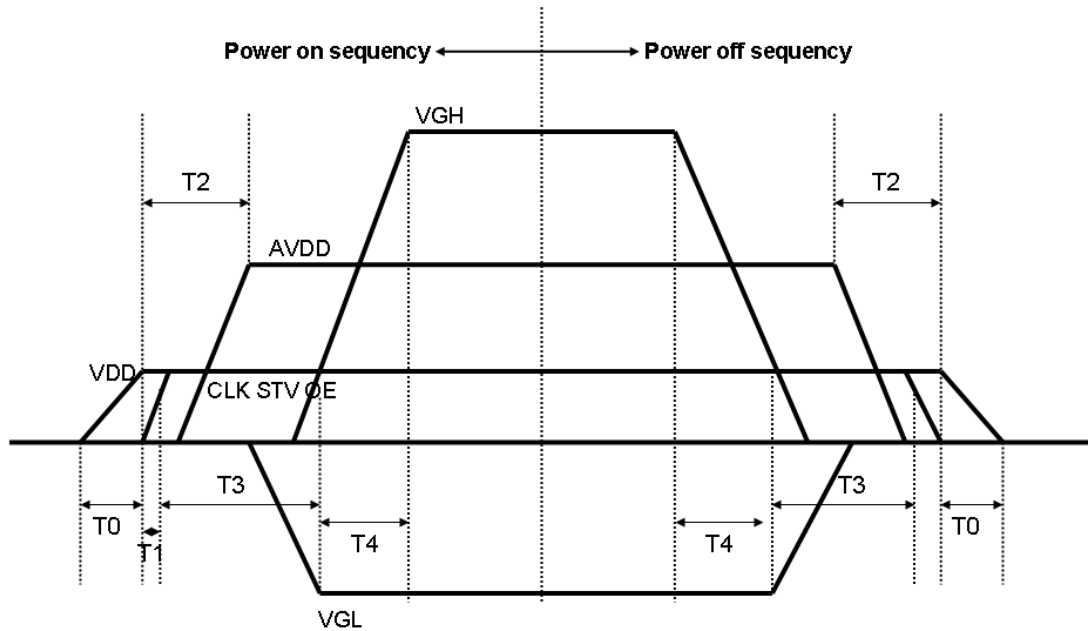 Power on sequency
Power off sequency
VGH
T2
T2
AVDD
VDD
CLK STV OE
T3
T3
T0
T1
T4
T4
T0
VGL